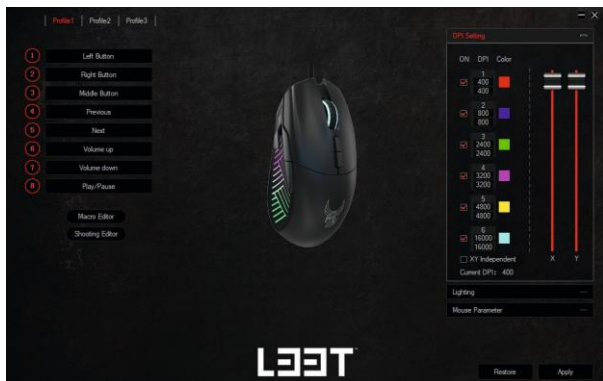 Profile1 Profile2 Profile3
DPI Setting
1 Left Button
2 Right Button
3 Middle Button
4 Previous
5 Next
6 Volume up
7 Volume down
8 Play/Pause
Macro Editor
Shooting Editor
ON DPI Color
1
400
400
2
800
800
3
2400
2400
4
3200
3200
5
4800
4800
6
16000
16000
XY Independent
X Y
Current DPI: 400
Lighting
Mouse Parameter
L33T
Restore Apply